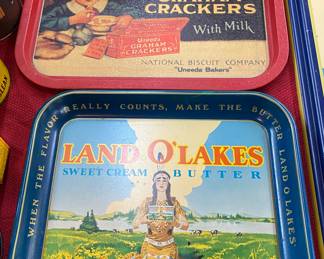 GRAHAM
CRACKERS
With Milk
Uneeda
GRAHAM
CRACKERS
NATIONAL BISCUIT COMPANY
"Uneeda Bakers"
WHEN THE FLAVOR REALLY COUNTS, MAKE THE BUTTER LAND O LAKES
LAND O'LAKES
SWEET CREAM BUTTER